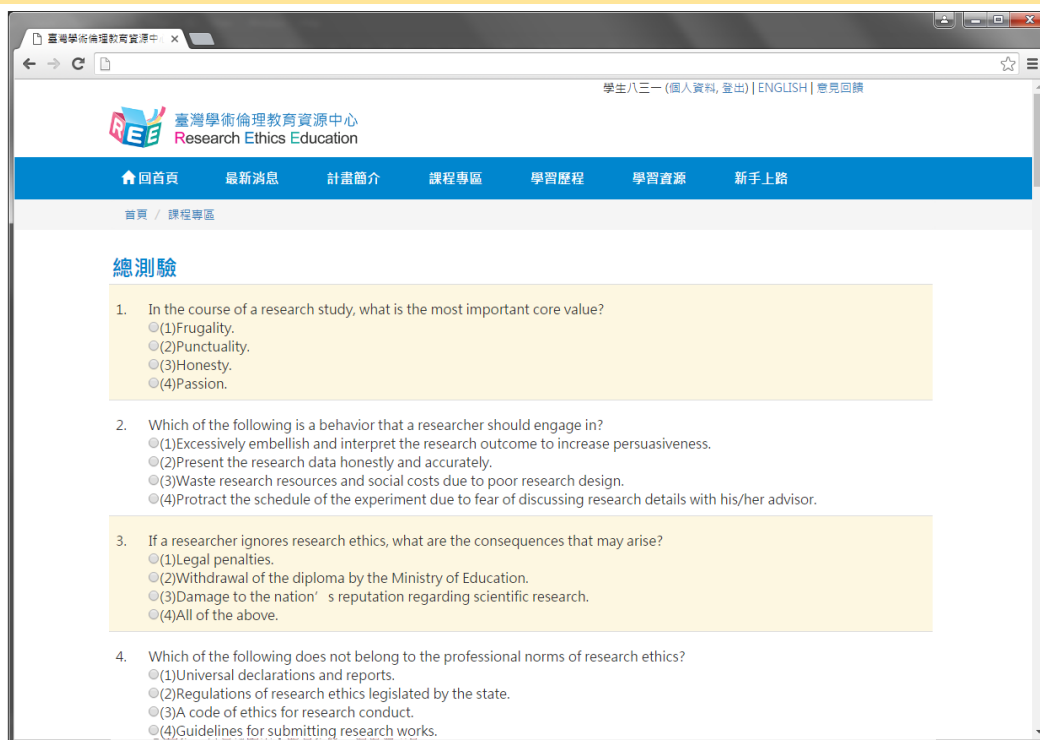 臺灣學術倫理教育資源中
學生八三一 (個人資料, 登出) | ENGLISH | 意見回饋
REE
臺灣學術倫理教育資源中心
Research Ethics Education
回首頁 最新消息 計畫簡介 課程專區 學習歷程 學習資源 新手上路
首頁 / 課程專區
總測驗
1. In the course of a research study, what is the most important core value?
(1)Frugality.
(2)Punctuality.
(3)Honesty.
(4)Passion.
2. Which of the following is a behavior that a researcher should engage in?
(1)Excessively embellish and interpret the research outcome to increase persuasiveness.
(2)Present the research data honestly and accurately.
(3)Waste research resources and social costs due to poor research design.
(4)Protract the schedule of the experiment due to fear of discussing research details with his/her advisor.
3. If a researcher ignores research ethics, what are the consequences that may arise?
(1)Legal penalties.
(2)Withdrawal of the diploma by the Ministry of Education.
(3)Damage to the nation’s reputation regarding scientific research.
(4)All of the above.
4. Which of the following does not belong to the professional norms of research ethics?
(1)Universal declarations and reports.
(2)Regulations of research ethics legislated by the state.
(3)A code of ethics for research conduct.
(4)Guidelines for submitting research works.